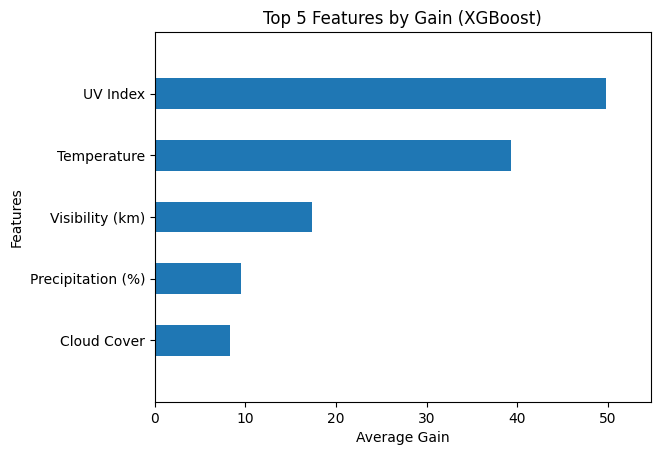 Top 5 Features by Gain (XGBoost)
Features
UV Index
Temperature
Visibility (km)
Precipitation (%)
Cloud Cover
0 10 20 30 40 50
Average Gain